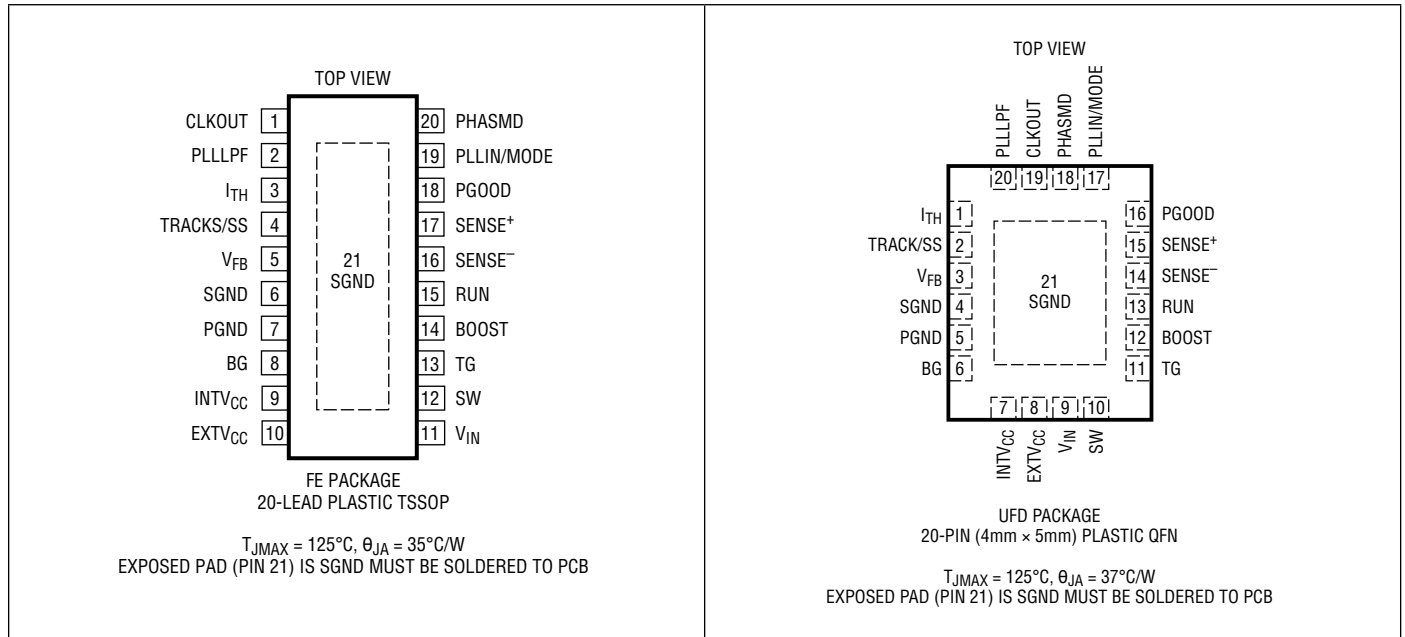 TOP VIEW
CLKOUT 1
PLLLPF 2
ITH 3
TRACKS/SS 4
VFB 5
SGND 6
PGND 7
BG 8
INTVCC 9
EXTVCC 10
20 PHASMD
19 PLLIN/MODE
18 PGOOD
17 SENSE+
16 SENSE–
15 RUN
14 BOOST
13 TG
12 SW
11 VIN
21
SGND
FE PACKAGE
20-LEAD PLASTIC TSSOP
TJMAX = 125°C, θJA = 35°C/W
EXPOSED PAD (PIN 21) IS SGND MUST BE SOLDERED TO PCB
TOP VIEW
PLLLPF
CLKOUT
PHASMD
PLLIN/MODE
20 19 18 17
ITH 1
TRACK/SS 2
VFB 3
SGND 4
PGND 5
BG 6
16 PGOOD
15 SENSE+
14 SENSE–
13 RUN
12 BOOST
11 TG
21
SGND
7 8 9 10
INTVCC
EXTVCC
VIN
SW
UFD PACKAGE
20-PIN (4mm × 5mm) PLASTIC QFN
TJMAX = 125°C, θJA = 37°C/W
EXPOSED PAD (PIN 21) IS SGND MUST BE SOLDERED TO PCB